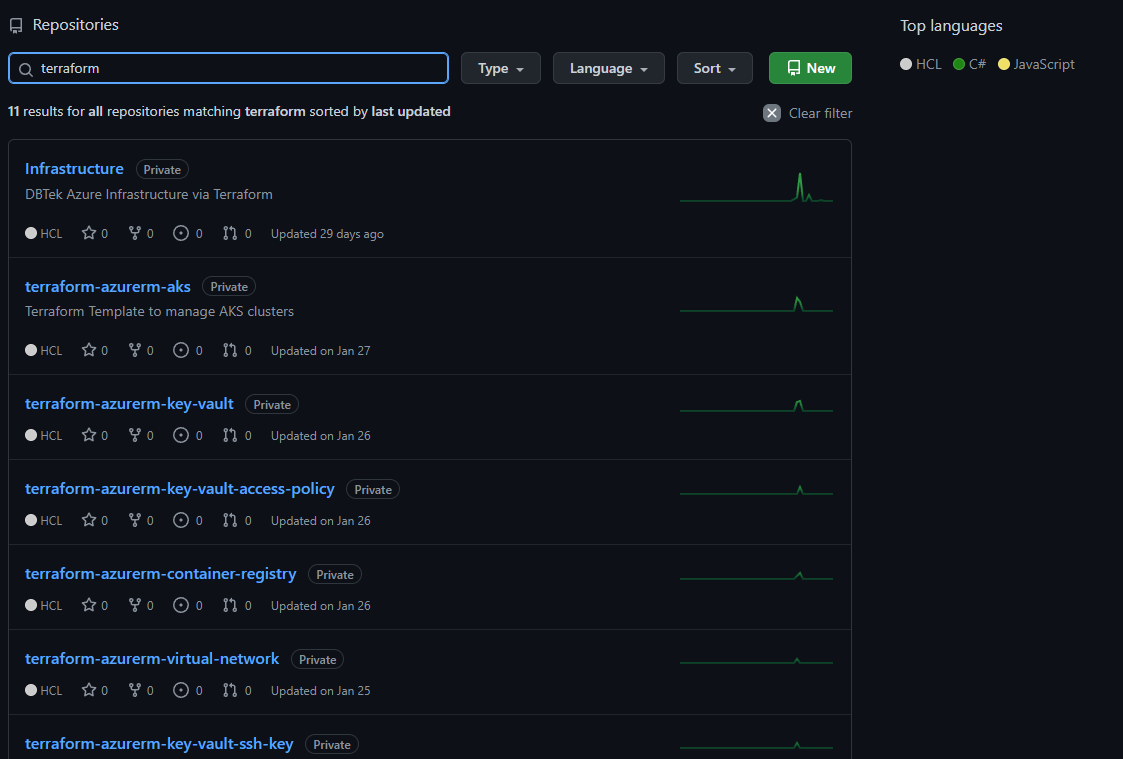 Repositories
terraform
Type
Language
Sort
New
11 results for all repositories matching terraform sorted by last updated
Clear filter
Infrastructure Private
DBTek Azure Infrastructure via Terraform
HCL 0 0 0 0 Updated 29 days ago
terraform-azurerm-aks Private
Terraform Template to manage AKS clusters
HCL 0 0 0 0 Updated on Jan 27
terraform-azurerm-key-vault Private
HCL 0 0 0 0 Updated on Jan 26
terraform-azurerm-key-vault-access-policy Private
HCL 0 0 0 0 Updated on Jan 26
terraform-azurerm-container-registry Private
HCL 0 0 0 0 Updated on Jan 26
terraform-azurerm-virtual-network Private
HCL 0 0 0 0 Updated on Jan 25
terraform-azurerm-key-vault-ssh-key Private
Top languages
HCL C# JavaScript